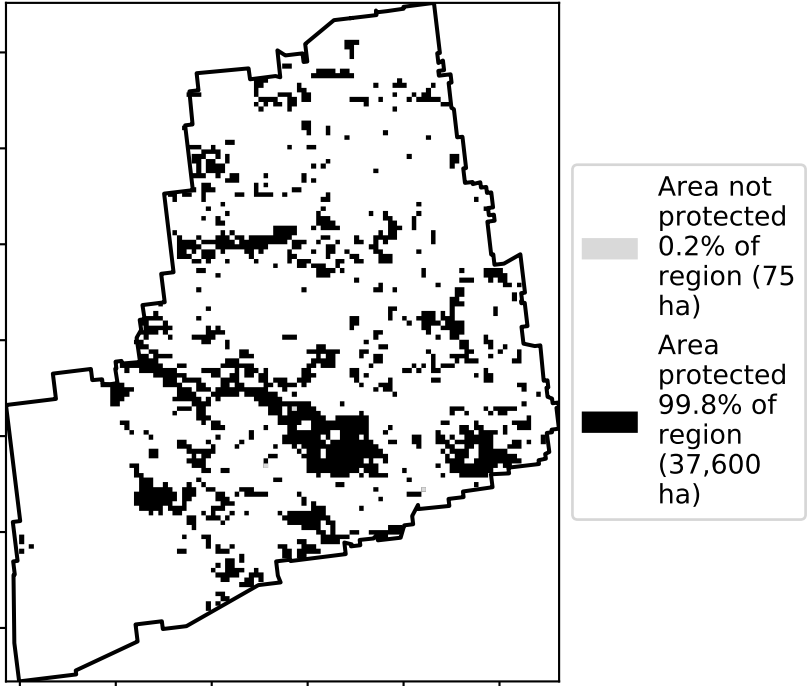 Area not
protected
0.2% of
region (75
ha)
Area
protected
99.8% of
region
(37,600
ha)